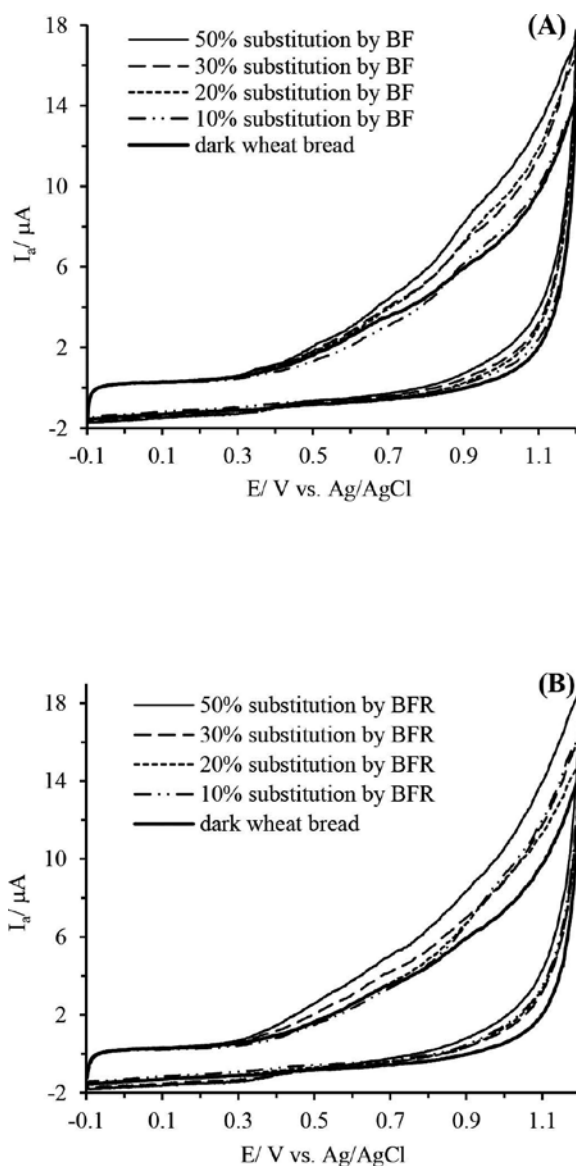 (A)
50% substitution by BF
30% substitution by BF
20% substitution by BF
10% substitution by BF
dark wheat bread
18
14
10
6
2
-2
Ia/ µA
-0.1 0.1 0.3 0.5 0.7 0.9 1.1
E/ V vs. Ag/AgCl
(B)
50% substitution by BFR
30% substitution by BFR
20% substitution by BFR
10% substitution by BFR
dark wheat bread
18
14
10
6
2
-2
Ia/ µA
-0.1 0.1 0.3 0.5 0.7 0.9 1.1
E/ V vs. Ag/AgCl